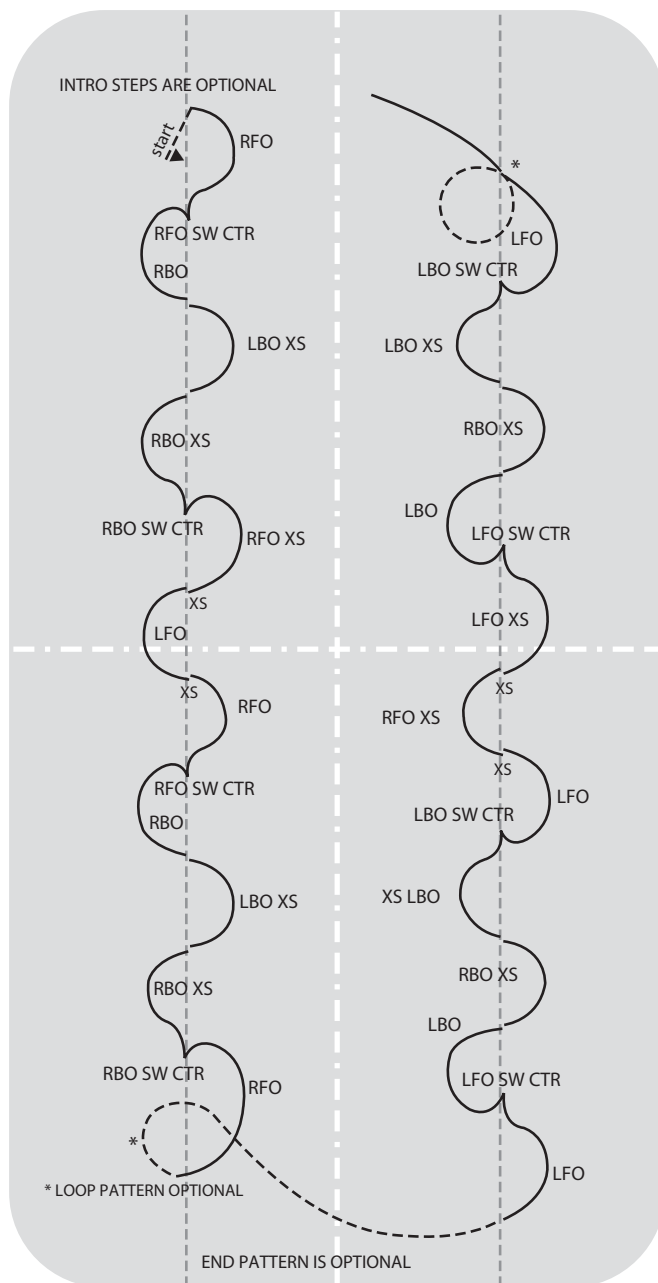 INTRO STEPS ARE OPTIONAL
start
RFO
RFO SW CTR
RBO
LBO XS
RBO XS
RBO SW CTR
RFO XS
XS
LFO
XS
RFO
RFO SW CTR
RBO
LBO XS
RBO XS
RBO SW CTR
RFO
*
* LOOP PATTERN OPTIONAL
END PATTERN IS OPTIONAL
*
LFO
LBO SW CTR
LBO XS
RBO XS
LBO
LFO SW CTR
LFO XS
XS
RFO XS
XS
LFO
LBO SW CTR
XS LBO
RBO XS
LBO
LFO SW CTR
LFO